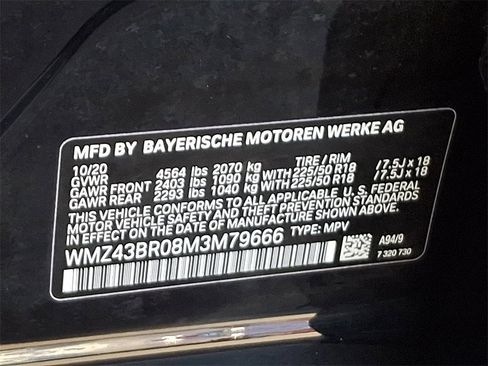 MFD BY BAYERISCHE MOTOREN WERKE AG
10/20 4564 lbs 2070 kg TIRE / RIM
GVWR
GAWR FRONT 2403 lbs 1090 kg WITH 225/50 R18 / 7.5J x 18
GAWR REAR 2293 lbs 1040 kg WITH 225/50 R18 / 7.5J x 18
THIS VEHICLE CONFORMS TO ALL APPLICABLE U. S. FEDERAL
MOTOR VEHICLE SAFETY AND THEFT PREVENTION STANDARDS
IN EFFECT ON THE DATE OF MANUFACTURE SHOWN ABOVE.
WMZ43BR08M3M79666 TYPE: MPV
A94/9
7 320 730